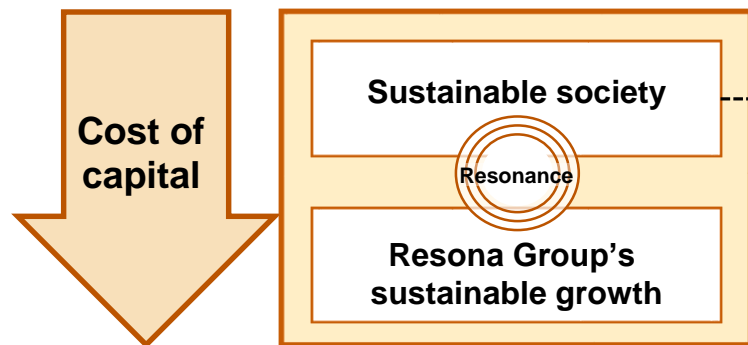 Cost of
capital
Sustainable society
Resonance
Resona Group’s
sustainable growth